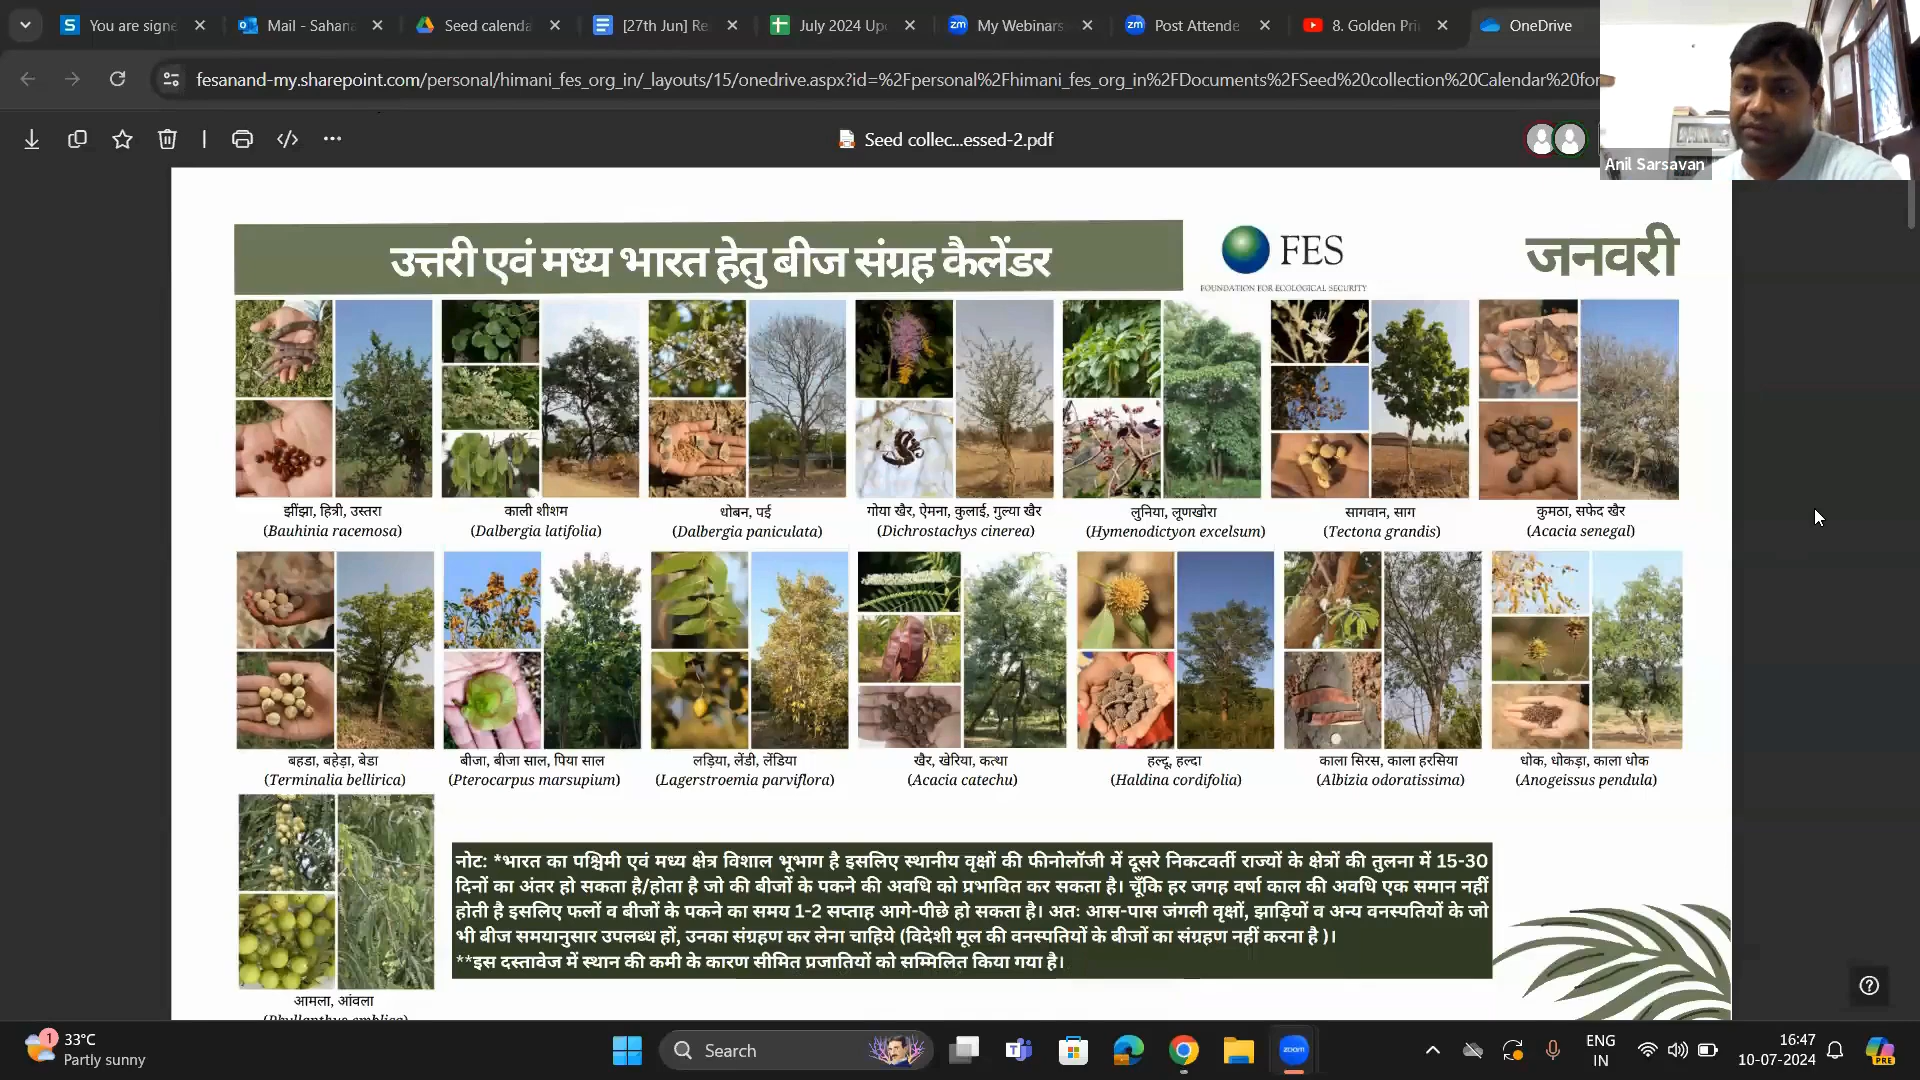 You are signe
Mail - Sahana
Seed calenda
[27th Jun] Re
July 2024 Up
My Webinars
Post Attende
8. Golden Pri
OneDrive
fesanand-my.sharepoint.com/personal/himani_fes_org_in/_layouts/15/onedrive.aspx?id=%2Fpersonal%2Fhimani_fes_org_in%2FDocuments%2FSeed%20collection%20Calendar%20for
Seed collec...essed-2.pdf
Anil Sarsavan
उत्तरी एवं मध्य भारत हेतु बीज संग्रह कैलेंडर
FES
FOUNDATION FOR ECOLOGICAL SECURITY
जनवरी
झींझा, हित्री, उस्तरा
(Bauhinia racemosa)
काली शीशम
(Dalbergia latifolia)
धोबन, पई
(Dalbergia paniculata)
गोया खैर, ऐमना, कुलाई, गुल्या खैर
(Dichrostachys cinerea)
लुनिया, लूणखोरा
(Hymenodictyon excelsum)
सागवान, साग
(Tectona grandis)
कुमठा, सफेद खैर
(Acacia senegal)
बहडा, बहेड़ा, बेडा
(Terminalia bellirica)
बीजा, बीजा साल, पिया साल
(Pterocarpus marsupium)
लड़िया, लेंडी, लेंडिया
(Lagerstroemia parviflora)
खैर, खेरिया, कत्था
(Acacia catechu)
हल्दू, हल्दा
(Haldina cordifolia)
काला सिरस, काला हरसिया
(Albizia odoratissima)
धोक, धोकड़ा, काला धोक
(Anogeissus pendula)
आमला, आंवला
(Phyllanthus emblica)
नोट: *भारत का पश्चिमी एवं मध्य क्षेत्र विशाल भूभाग है इसलिए स्थानीय वृक्षों की फीनोलॉजी में दूसरे निकटवर्ती राज्यों के क्षेत्रों की तुलना में 15-30
दिनों का अंतर हो सकता है/होता है जो की बीजों के पकने की अवधि को प्रभावित कर सकता है। चूँकि हर जगह वर्षा काल की अवधि एक समान नहीं
होती है इसलिए फलों व बीजों के पकने का समय 1-2 सप्ताह आगे-पीछे हो सकता है। अतः आस-पास जंगली वृक्षों, झाड़ियों व अन्य वनस्पतियों के जो
भी बीज समयानुसार उपलब्ध हों, उनका संग्रहण कर लेना चाहिये (विदेशी मूल की वनस्पतियों के बीजों का संग्रहण नहीं करना है )।
**इस दस्तावेज में स्थान की कमी के कारण सीमित प्रजातियों को सम्मिलित किया गया है।
1
33°C
Partly sunny
Search
zoom
ENG
IN
16:47
10-07-2024
PRE